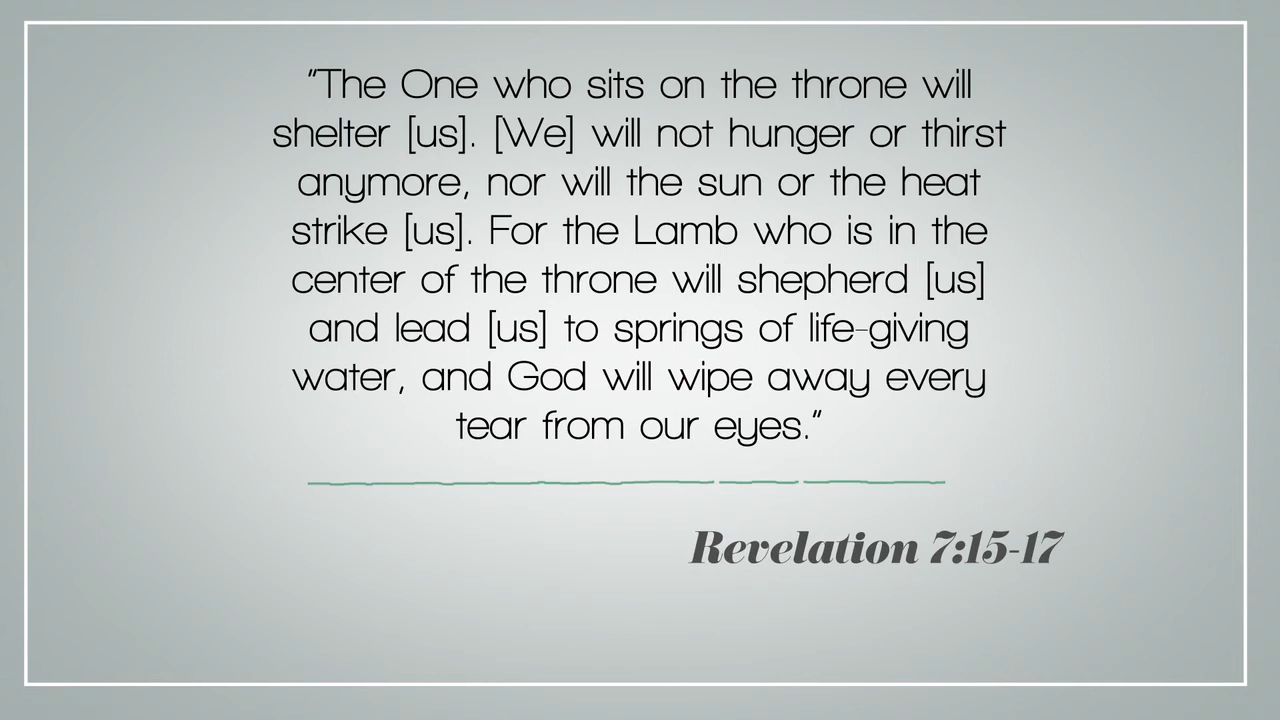 "The One who sits on the throne will
shelter [us]. [We] will not hunger or thirst
anymore, nor will the sun or the heat
strike [us]. For the Lamb who is in the
center of the throne will shepherd [us]
and lead [us] to springs of life-giving
water, and God will wipe away every
tear from our eyes."
Revelation 7:15-17